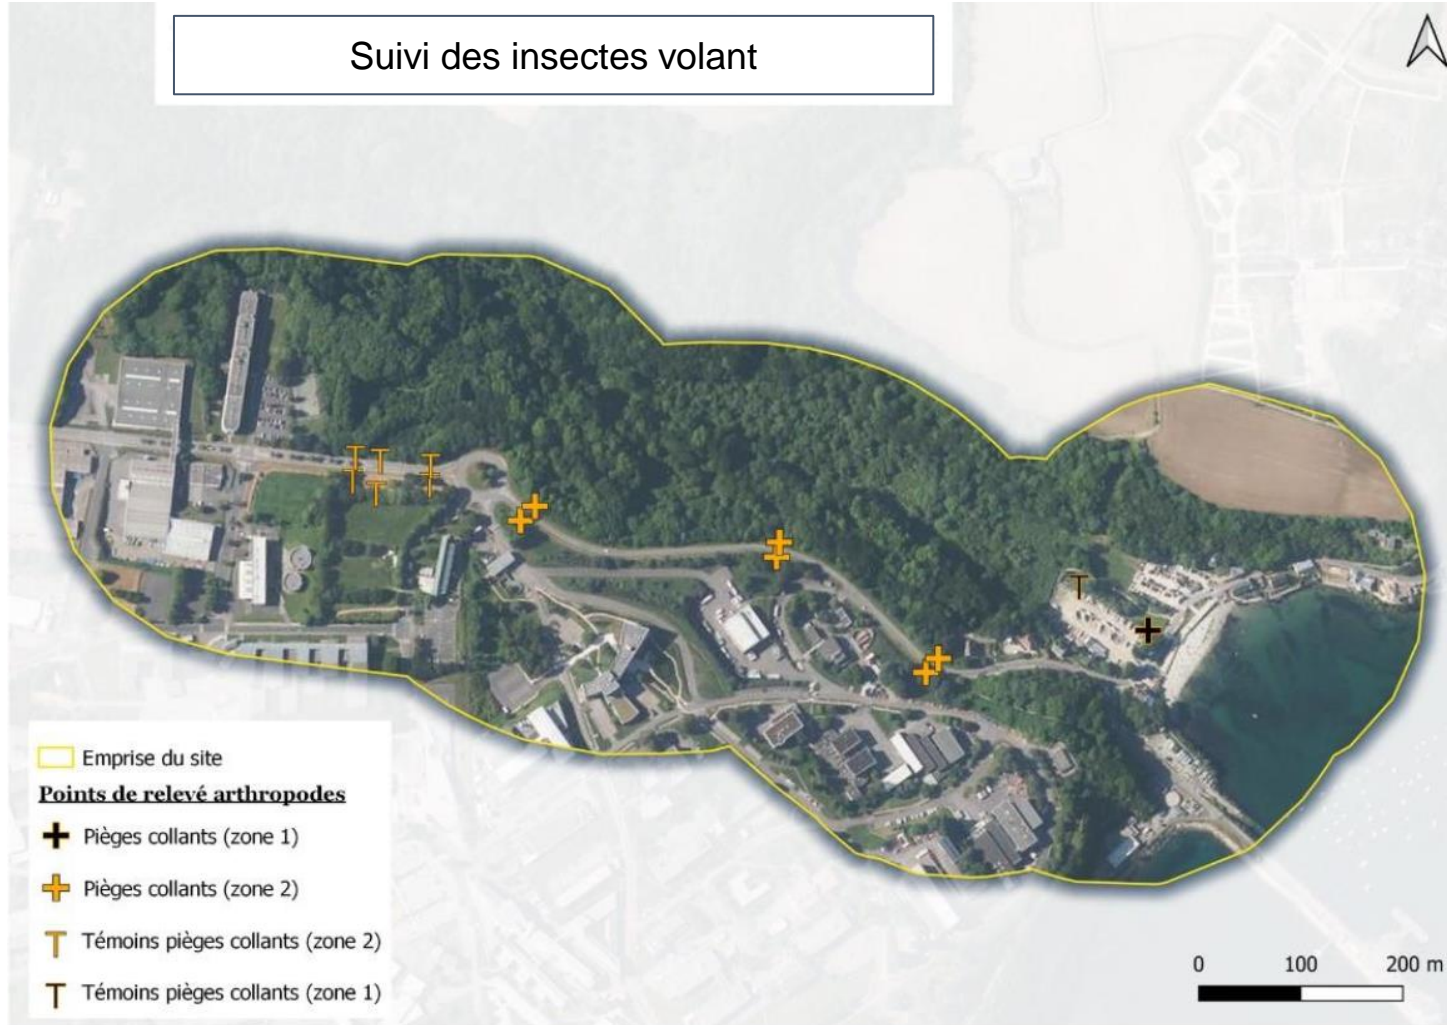 Suivi des insectes volant
Emprise du site
Points de relevé arthropodes
Pièges collants (zone 1)
Pièges collants (zone 2)
Témoins pièges collants (zone 2)
Témoins pièges collants (zone 1)
0 100 200 m